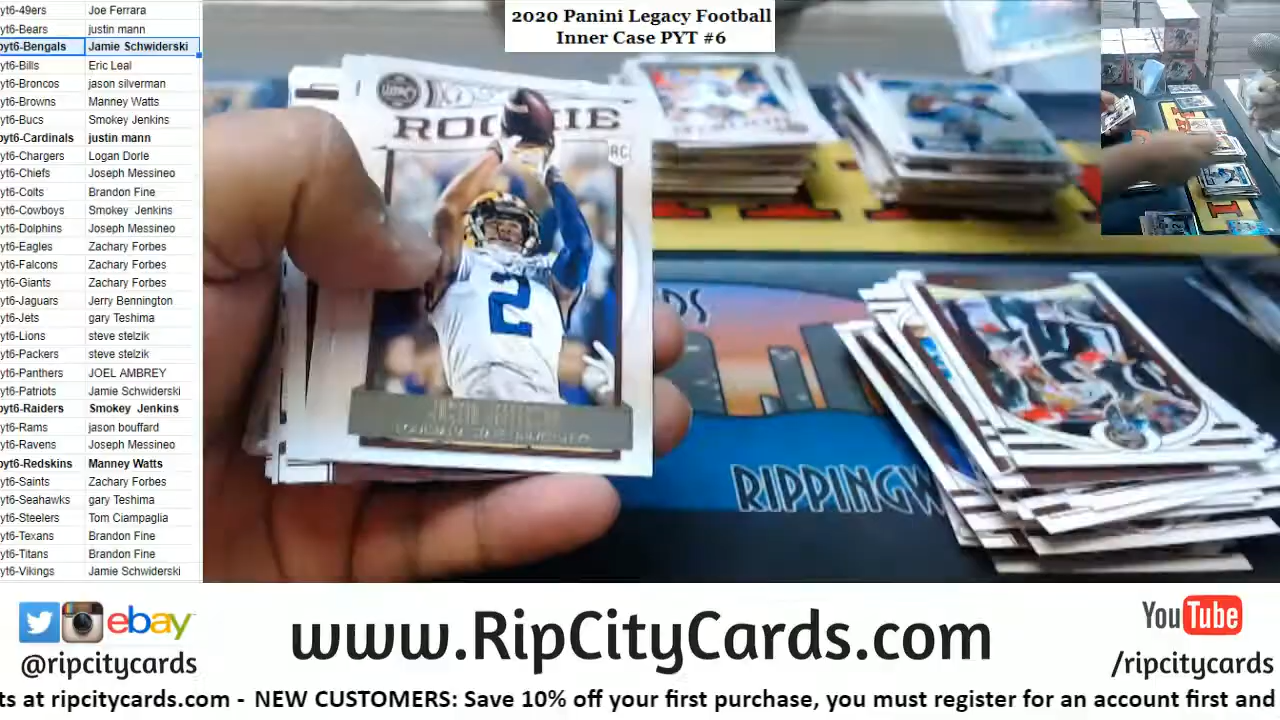 2020 Panini Legacy Football
Inner Case PYT #6
yt6-49ers Joe Ferrara
yt6-Bears justin mann
pyt6-Bengals Jamie Schwiderski
yt6-Bills Eric Leal
yt6-Broncos jason silverman
yt6-Browns Manney Watts
yt6-Bucs Smokey Jenkins
pyt6-Cardinals justin mann
yt6-Chargers Logan Dorle
yt6-Chiefs Joseph Messineo
yt6-Colts Brandon Fine
yt6-Cowboys Smokey Jenkins
yt6-Dolphins Joseph Messineo
yt6-Eagles Zachary Forbes
yt6-Falcons Zachary Forbes
yt6-Giants Zachary Forbes
yt6-Jaguars Jerry Bennington
yt6-Jets gary Teshima
yt6-Lions steve stelzik
yt6-Packers steve stelzik
yt6-Panthers JOEL AMBREY
yt6-Patriots Jamie Schwiderski
pyt6-Raiders Smokey Jenkins
yt6-Rams jason bouffard
yt6-Ravens Joseph Messineo
pyt6-Redskins Manney Watts
yt6-Saints Zachary Forbes
yt6-Seahawks gary Teshima
yt6-Steelers Tom Ciampaglia
yt6-Texans Brandon Fine
yt6-Titans Brandon Fine
yt6-Vikings Jamie Schwiderski
ROOKIE
RC
2
JUSTIN JEFFERSON
RIPPINGW
ebay
@ripcitycards
www.RipCityCards.com
YouTube
/ripcitycards
ts at ripcitycards.com - NEW CUSTOMERS: Save 10% off your first purchase, you must register for an account first and